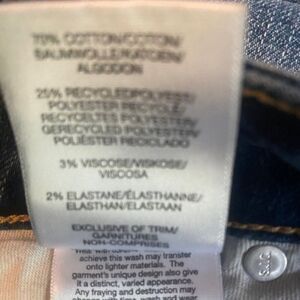 70% COTTON/COTTON/
BAUMWOLLE/KATOEN/
ALGODON
25% RECYCLED POLYESTER/
POLYESTER RECYCLÉ/
RECYCELTES POLYESTER/
GERECYCLED POLYESTER/
POLIÉSTER RECICLADO
3% VISCOSE/VISKOSE/
VISCOSA
2% ELASTANE/ÉLASTHANNE/
ELASTHAN/ELASTAAN
EXCLUSIVE OF TRIM/
GARNITURES
NON-COMPRISES
achieve this wash may transfer
onto lighter materials. The
garment's unique design also give
it a distinct, varied appearance.
Any fraying and destruction may